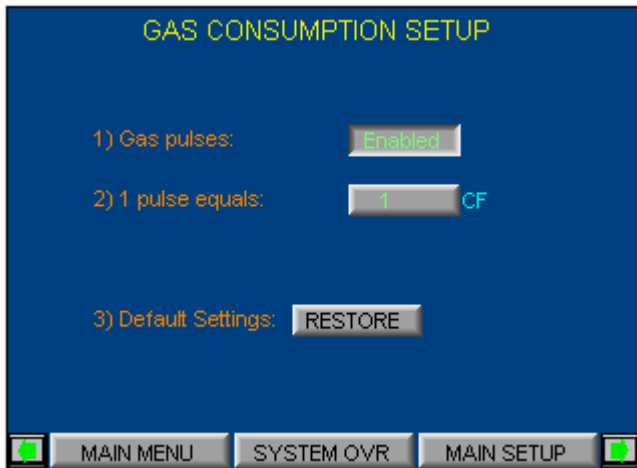 GAS CONSUMPTION SETUP
1) Gas pulses: Enabled
2) 1 pulse equals: 1 CF
3) Default Settings: RESTORE
MAIN MENU SYSTEM OVR MAIN SETUP